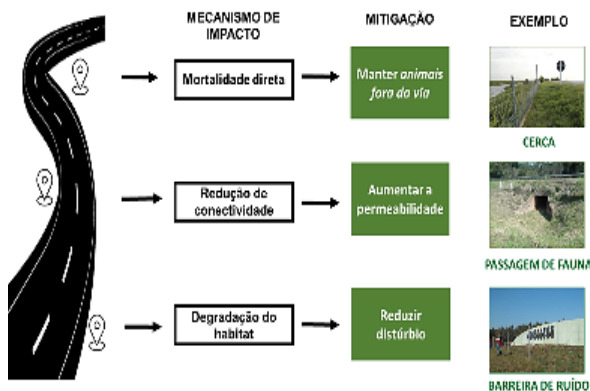 MECANISMO DE
IMPACTO
MITIGAÇÃO
EXEMPLO
Mortalidade direta
Manter animais
fora da via
CERCA
Redução de
conectividade
Aumentar a
permeabilidade
PASSAGEM DE FAUNA
Degradação do
habitat
Reduzir
distúrbio
BARREIRA DE RUÍDO